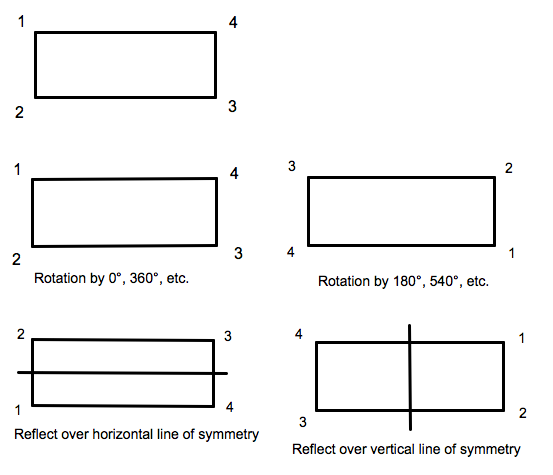 1 4
2 3
1 4
2 3
Rotation by 0°, 360°, etc.
3 2
4 1
Rotation by 180°, 540°, etc.
2 3
1 4
Reflect over horizontal line of symmetry
4 1
3 2
Reflect over vertical line of symmetry